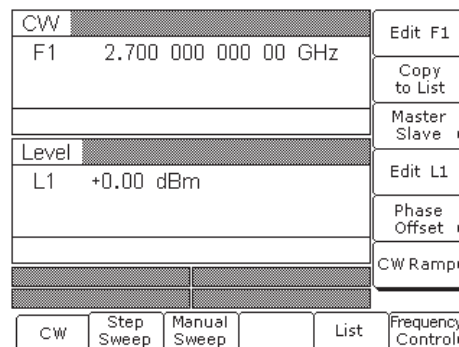 CW
F1 2.700 000 000 00 GHz
Level
L1 +0.00 dBm
Edit F1
Copy
to List
Master
Slave
Edit L1
Phase
Offset
CW Ramp
CW
Step
Sweep
Manual
Sweep
List
Frequency
Control